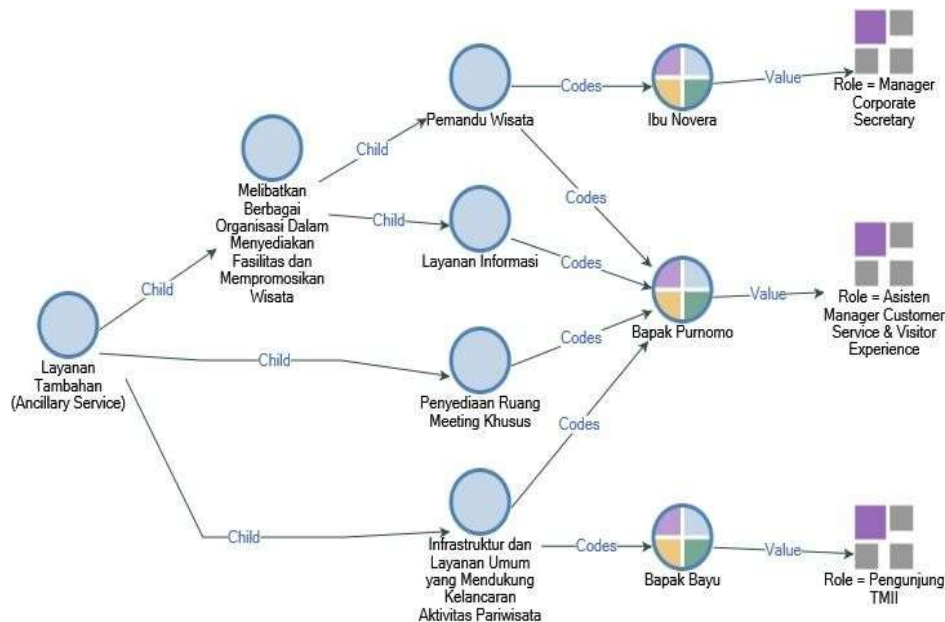 Codes
Value
Pemandu Wisata
Ibu Novera
Role = Manager
Corporate
Secretary
Child
Melibatkan
Berbagai
Organisasi Dalam
Menyediakan
Fasilitas dan
Mempromosikan
Wisata
Codes
Child
Layanan Informasi
Codes
Child
Bapak Purnomo
Value
Role = Asisten
Manager Customer
Service & Visitor
Experience
Layanan
Tambahan
(Ancillary Service)
Child
Codes
Penyediaan Ruang
Meeting Khusus
Codes
Child
Infrastruktur dan
Layanan Umum
yang Mendukung
Kelancaran
Aktivitas Pariwisata
Codes
Bapak Bayu
Value
Role = Pengunjung
TMII